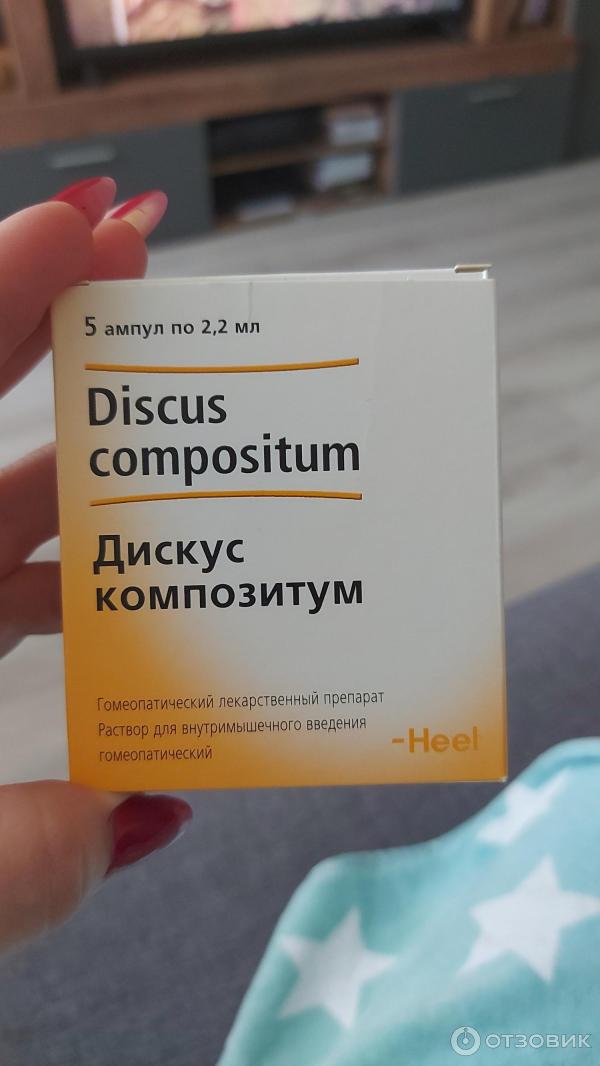 5 ампул по 2,2 мл
Discus
compositum
Дискус
композитум
Гомеопатический лекарственный препарат
Раствор для внутримышечного введения
гомеопатический
-Heel
ОТЗОВИК